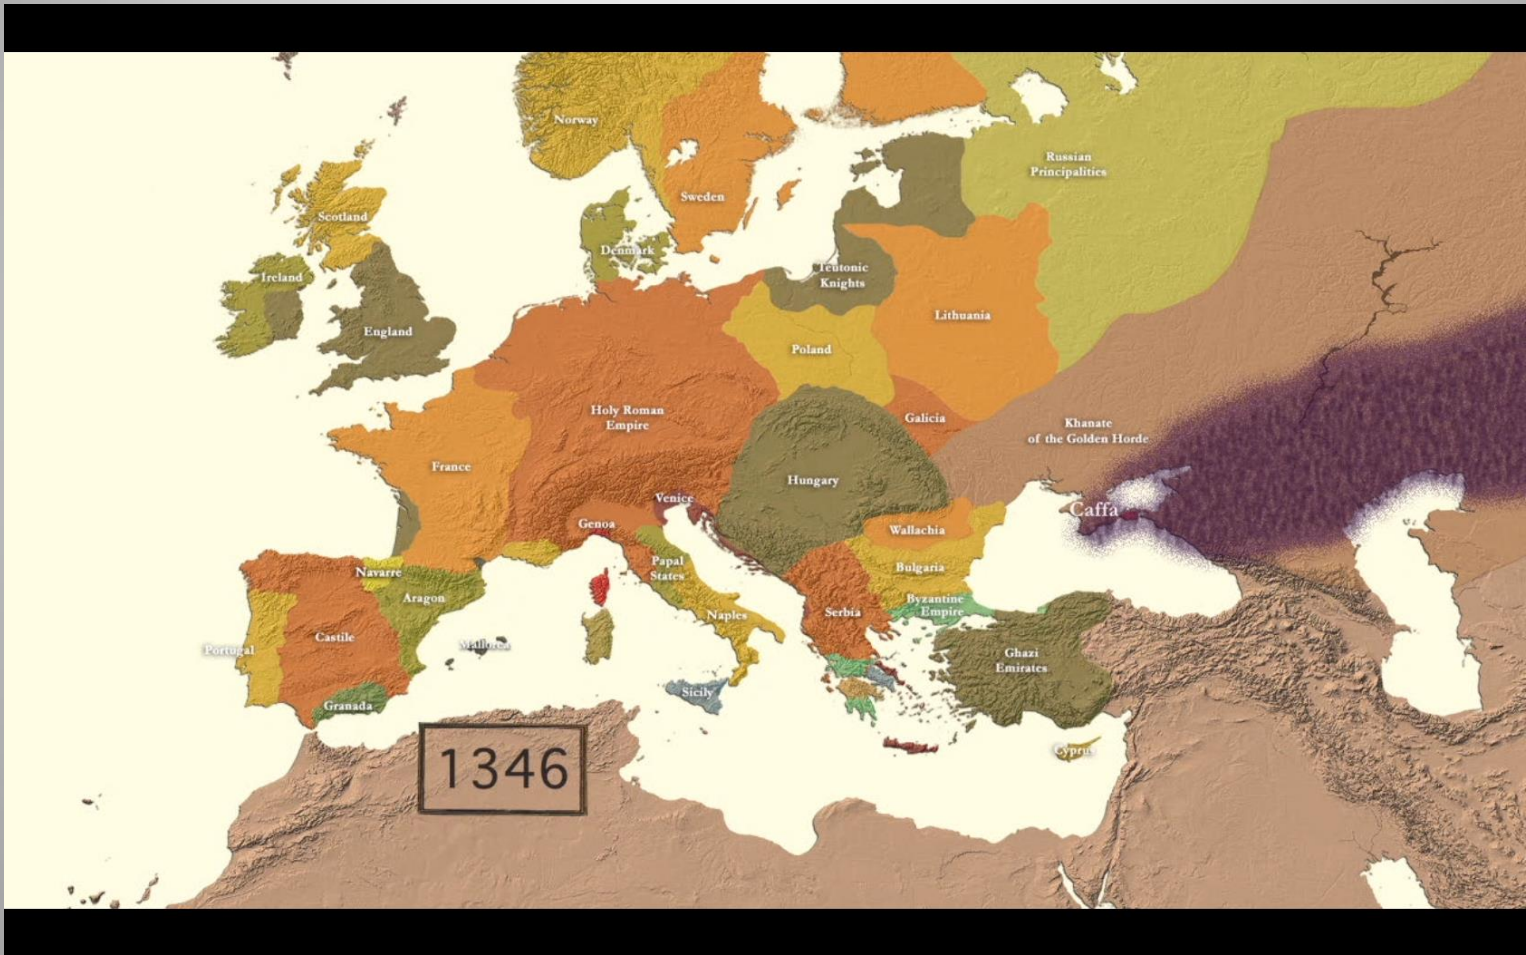 Norway
Russian
Principalities
Sweden
Scotland
Denmark
Ireland
Teutonic
Knights
England
Lithuania
Poland
Holy Roman
Empire
Galicia
Khanate
of the Golden Horde
France
Hungary
Venice
Caffa
Genoa
Wallachia
Navarre
Papal
States
Bulgaria
Aragon
Byzantine
Empire
Naples
Serbia
Castile
Portugal
Mallorca
Ghazi
Emirates
Sicily
Granada
Cyprus
1346